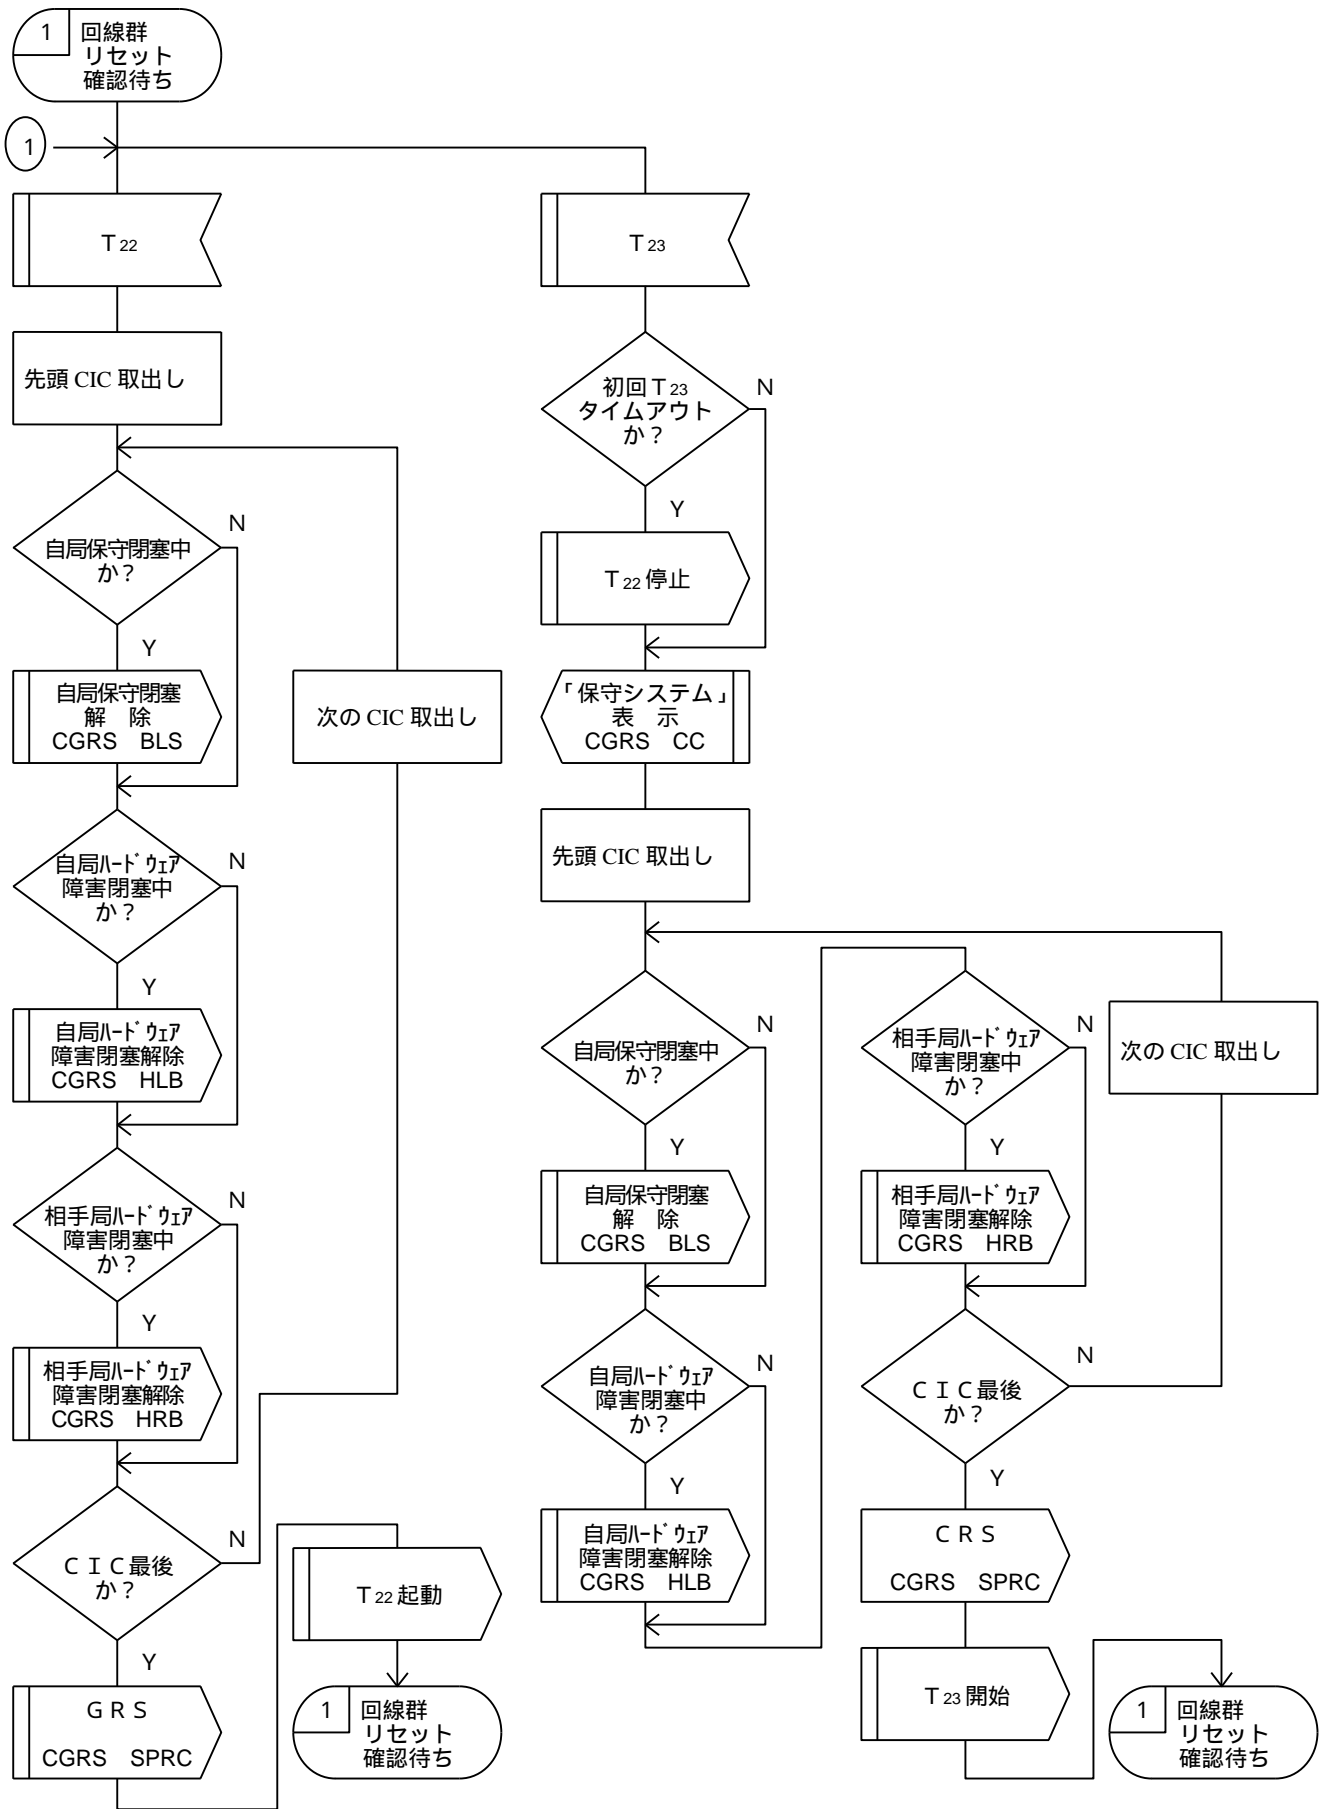 1
回線群
リセット
確認待ち
1
T22
先頭 CIC 取出し
自局保守閉塞中
か？
N
Y
自局保守閉塞
解　除
CGRS　BLS
次の CIC 取出し
自局ﾊｰﾄﾞｳｪｱ
障害閉塞中
か？
N
Y
自局ﾊｰﾄﾞｳｪｱ
障害閉塞解除
CGRS　HLB
相手局ﾊｰﾄﾞｳｪｱ
障害閉塞中
か？
N
Y
相手局ﾊｰﾄﾞｳｪｱ
障害閉塞解除
CGRS　HRB
ＣＩＣ最後
か？
N
Y
ＧＲＳ
CGRS　SPRC
T22 起動
1
回線群
リセット
確認待ち
T23
初回T23
タイムアウト
か？
N
Y
T22 停止
「保守システム」
表　示
CGRS　CC
先頭 CIC 取出し
自局保守閉塞中
か？
N
Y
自局保守閉塞
解　除
CGRS　BLS
自局ﾊｰﾄﾞｳｪｱ
障害閉塞中
か？
N
Y
自局ﾊｰﾄﾞｳｪｱ
障害閉塞解除
CGRS　HLB
相手局ﾊｰﾄﾞｳｪｱ
障害閉塞中
か？
N
Y
次の CIC 取出し
相手局ﾊｰﾄﾞｳｪｱ
障害閉塞解除
CGRS　HRB
ＣＩＣ最後
か？
N
Y
ＣＲＳ
CGRS　SPRC
T23 開始
1
回線群
リセット
確認待ち